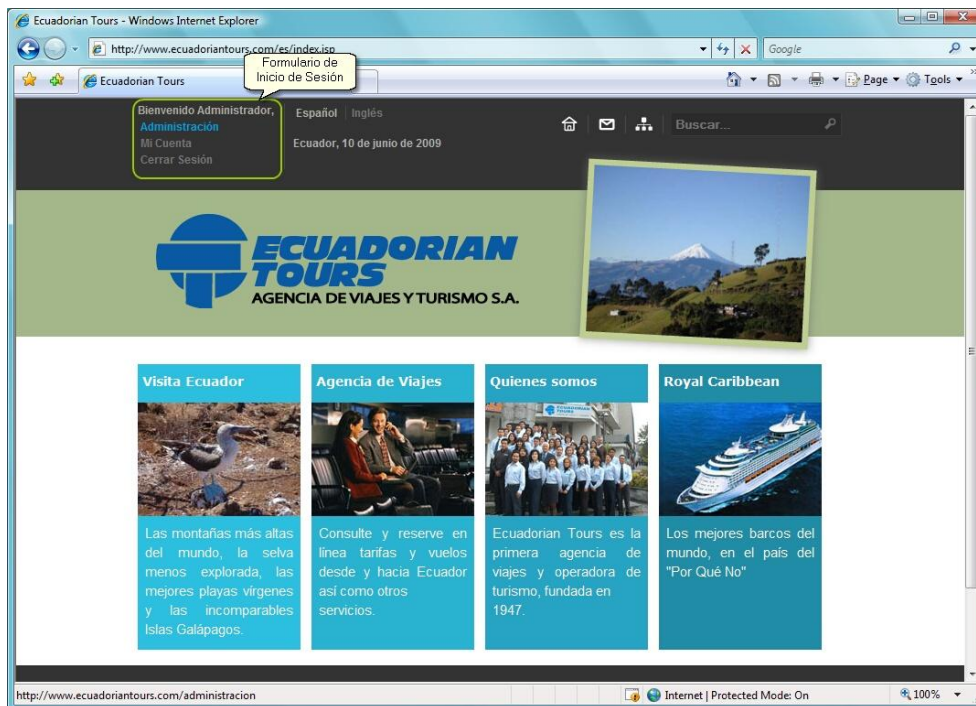 Ecuadorian Tours - Windows Internet Explorer
http://www.ecuadoriantours.com/es/index.jsp
Google
Formulario de
Inicio de Sesión
Ecuadorian Tours
Page
Tools
Bienvenido Administrador,
Administración
Mi Cuenta
Cerrar Sesión
Español Inglés
Ecuador, 10 de junio de 2009
Buscar...
ECUADORIAN
TOURS
AGENCIA DE VIAJES Y TURISMO S.A.
Visita Ecuador
Las montañas más altas
del mundo, la selva
menos explorada, las
mejores playas vírgenes
y las incomparables
Islas Galápagos.
Agencia de Viajes
Consulte y reserve en
línea tarifas y vuelos
desde y hacia Ecuador
así como otros
servicios.
Quienes somos
ECUADORIAN
TOURS
Ecuadorian Tours es la
primera agencia de
viajes y operadora de
turismo, fundada en
1947.
Royal Caribbean
Los mejores barcos del
mundo, en el país del
"Por Qué No"
http://www.ecuadoriantours.com/administracion
Internet | Protected Mode: On
100%